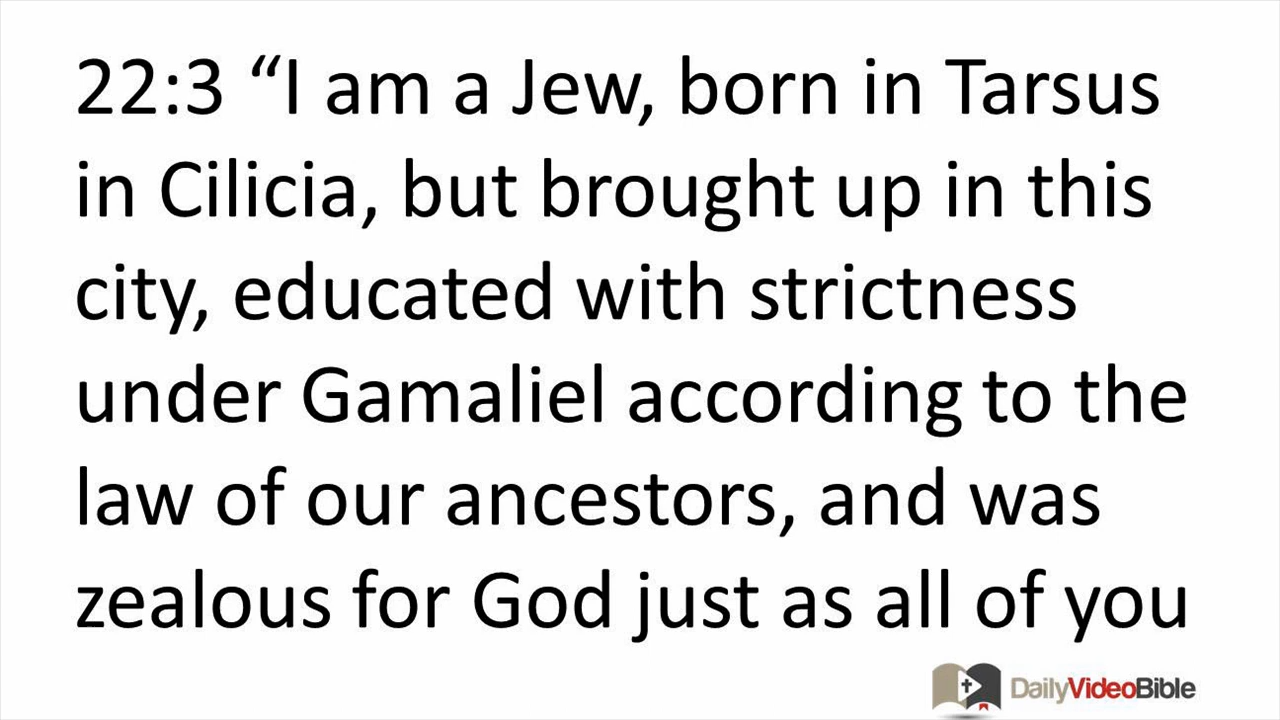 22:3 “I am a Jew, born in Tarsus
in Cilicia, but brought up in this
city, educated with strictness
under Gamaliel according to the
law of our ancestors, and was
zealous for God just as all of you
DailyVideoBible